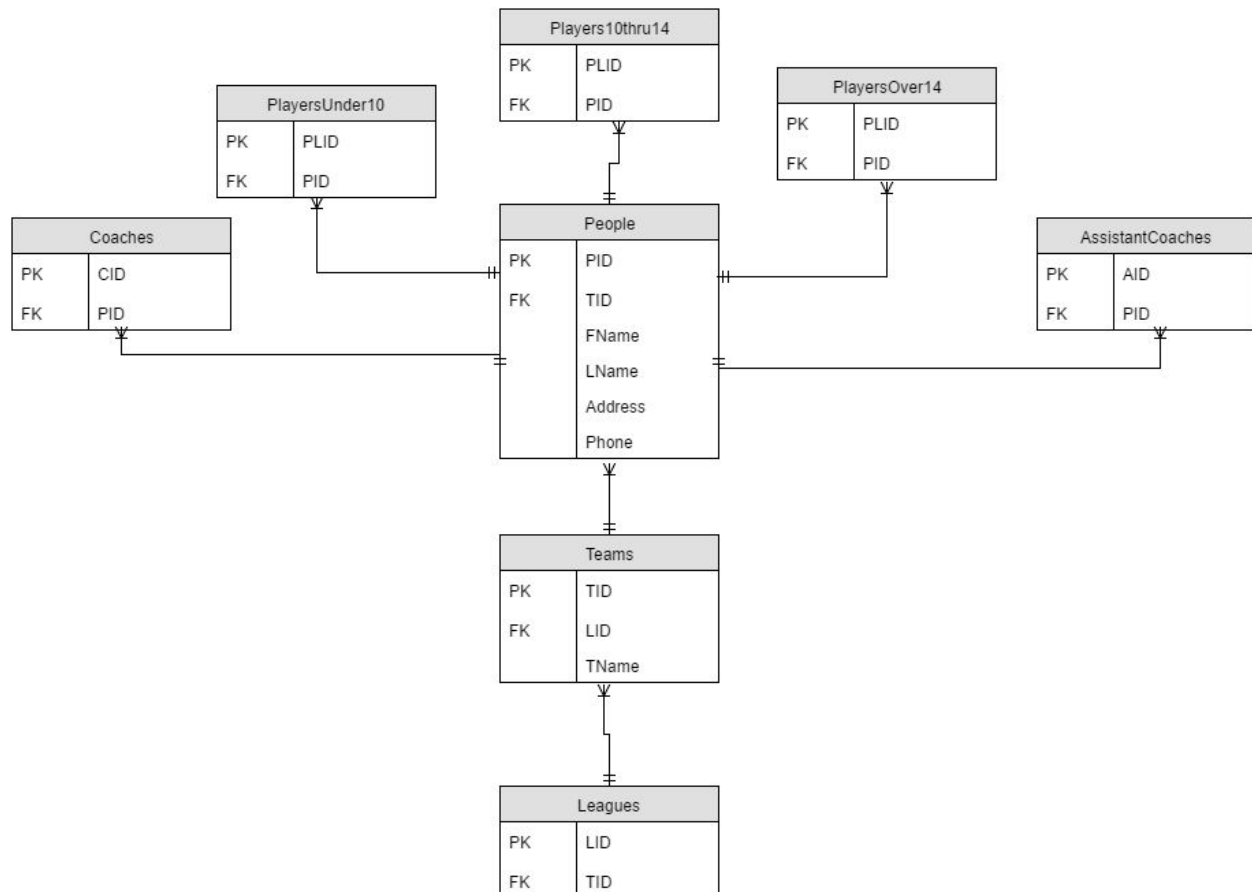 Players10thru14
PK PLID
FK PID
PlayersUnder10
PK PLID
FK PID
PlayersOver14
PK PLID
FK PID
Coaches
PK CID
FK PID
People
PK PID
FK TID
FName
LName
Address
Phone
AssistantCoaches
PK AID
FK PID
Teams
PK TID
FK LID
TName
Leagues
PK LID
FK TID